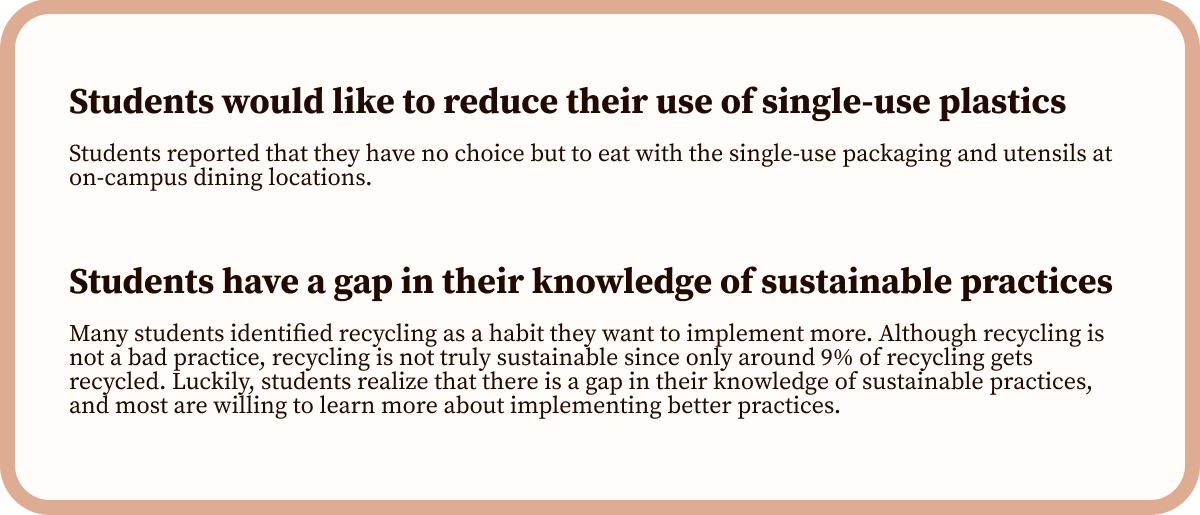 Students would like to reduce their use of single-use plastics
Students reported that they have no choice but to eat with the single-use packaging and utensils at
on-campus dining locations.
Students have a gap in their knowledge of sustainable practices
Many students identified recycling as a habit they want to implement more. Although recycling is
not a bad practice, recycling is not truly sustainable since only around 9% of recycling gets
recycled. Luckily, students realize that there is a gap in their knowledge of sustainable practices,
and most are willing to learn more about implementing better practices.